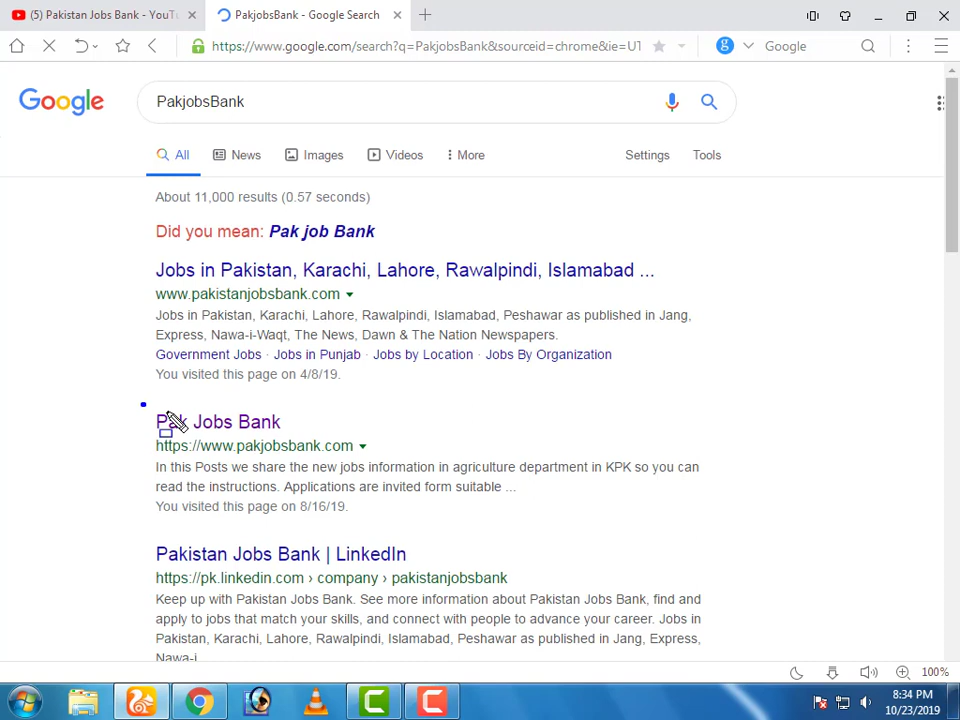 (5) Pakistan Jobs Bank - YouTu
PakjobsBank - Google Search
https://www.google.com/search?q=PakjobsBank&sourceid=chrome&ie=UT
Google
Google
PakjobsBank
All
News
Images
Videos
More
Settings
Tools
About 11,000 results (0.57 seconds)
Did you mean: Pak job Bank
Jobs in Pakistan, Karachi, Lahore, Rawalpindi, Islamabad ...
www.pakistanjobsbank.com
Jobs in Pakistan, Karachi, Lahore, Rawalpindi, Islamabad, Peshawar as published in Jang,
Express, Nawa-i-Waqt, The News, Dawn & The Nation Newspapers.
Government Jobs · Jobs in Punjab · Jobs by Location · Jobs By Organization
You visited this page on 4/8/19.
Pak Jobs Bank
https://www.pakjobsbank.com
In this Posts we share the new jobs information in agriculture department in KPK so you can
read the instructions. Applications are invited form suitable ...
You visited this page on 8/16/19.
Pakistan Jobs Bank | LinkedIn
https://pk.linkedin.com › company › pakistanjobsbank
Keep up with Pakistan Jobs Bank. See more information about Pakistan Jobs Bank, find and
apply to jobs that match your skills, and connect with people to advance your career. Jobs in
Pakistan, Karachi, Lahore, Rawalpindi, Islamabad, Peshawar as published in Jang, Express,
Nawa-i
100%
8:34 PM
10/23/2019